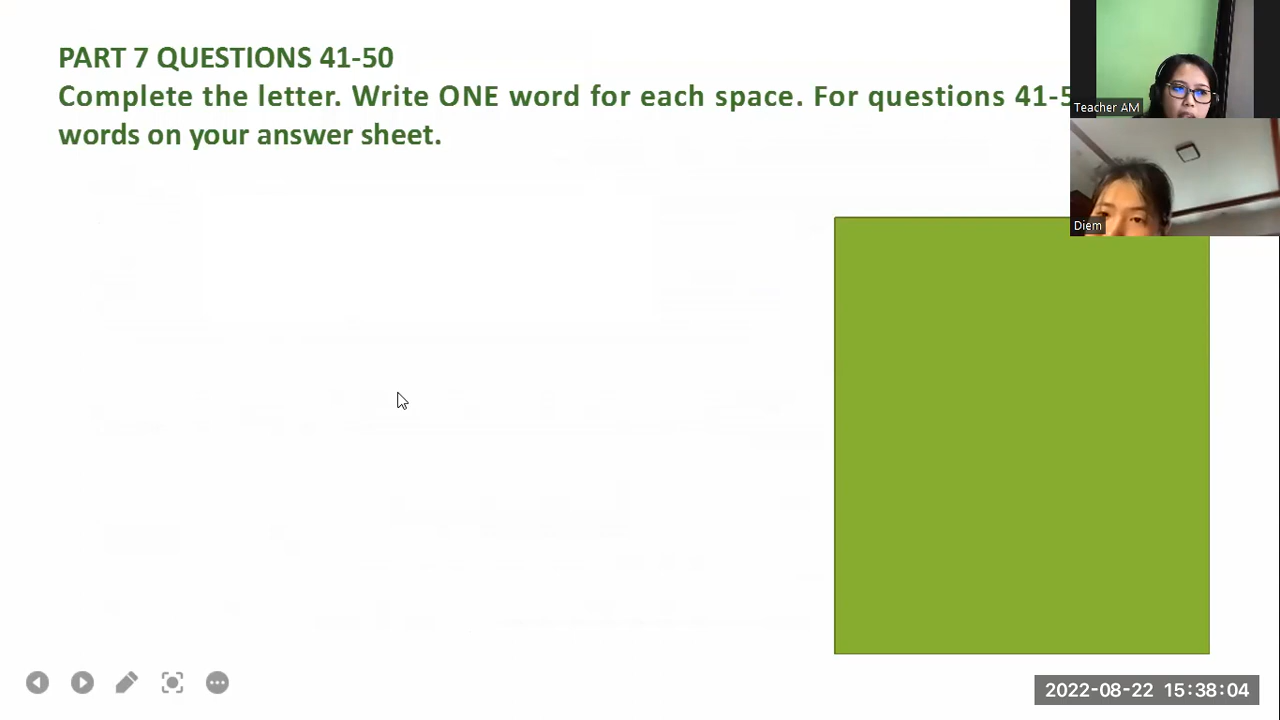 PART 7 QUESTIONS 41-50
Complete the letter. Write ONE word for each space. For questions 41-5
words on your answer sheet.
Teacher AM
Diem
2022-08-22 15:38:04